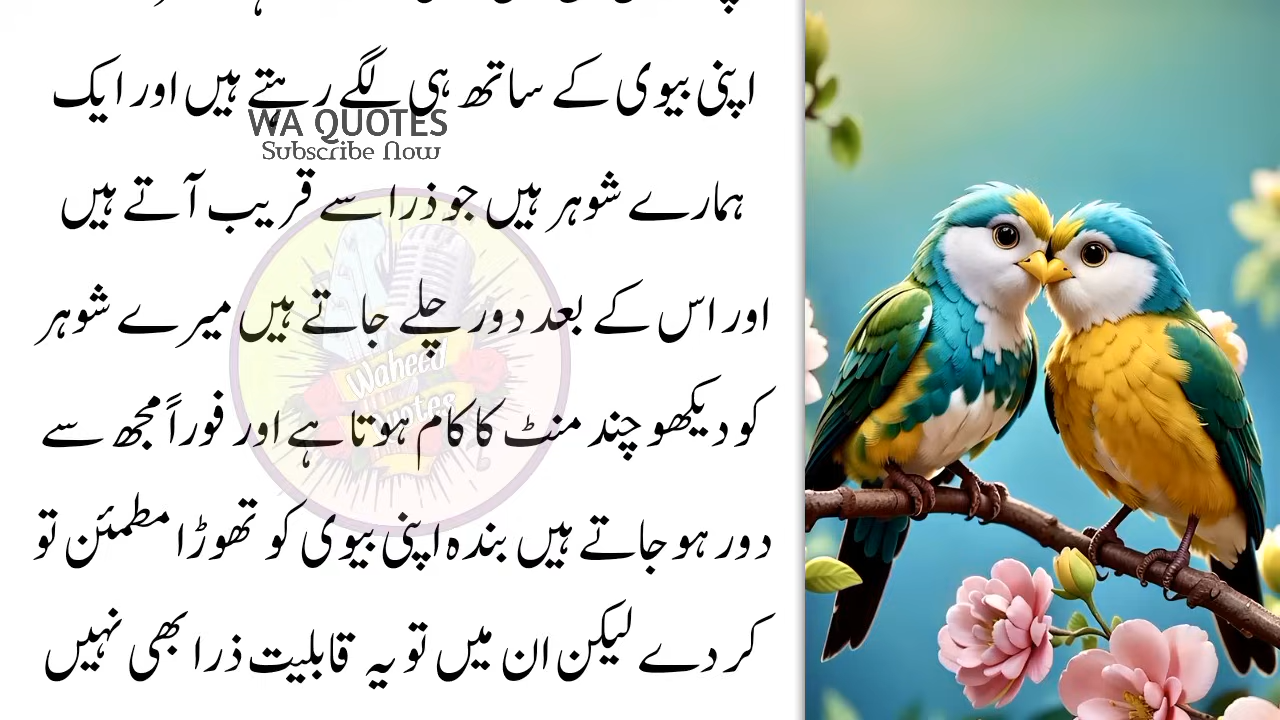 اپنی بیوی کے ساتھ ہی لگے رہتے ہیں اور ایک
WA QUOTES
Subscribe Now
ہمارے شوہر ہیں جو ذرا سے قریب آتے ہیں
اور اس کے بعد دور چلے جاتے ہیں میرے شوہر
Waheed
Quotes
کو دیکھو چند منٹ کا کام ہوتا ہے اور فوراً مجھ سے
دور ہو جاتے ہیں بندہ اپنی بیوی کو تھوڑا مطمئن تو
کر دے لیکن ان میں تو یہ قابلیت ذرا بھی نہیں